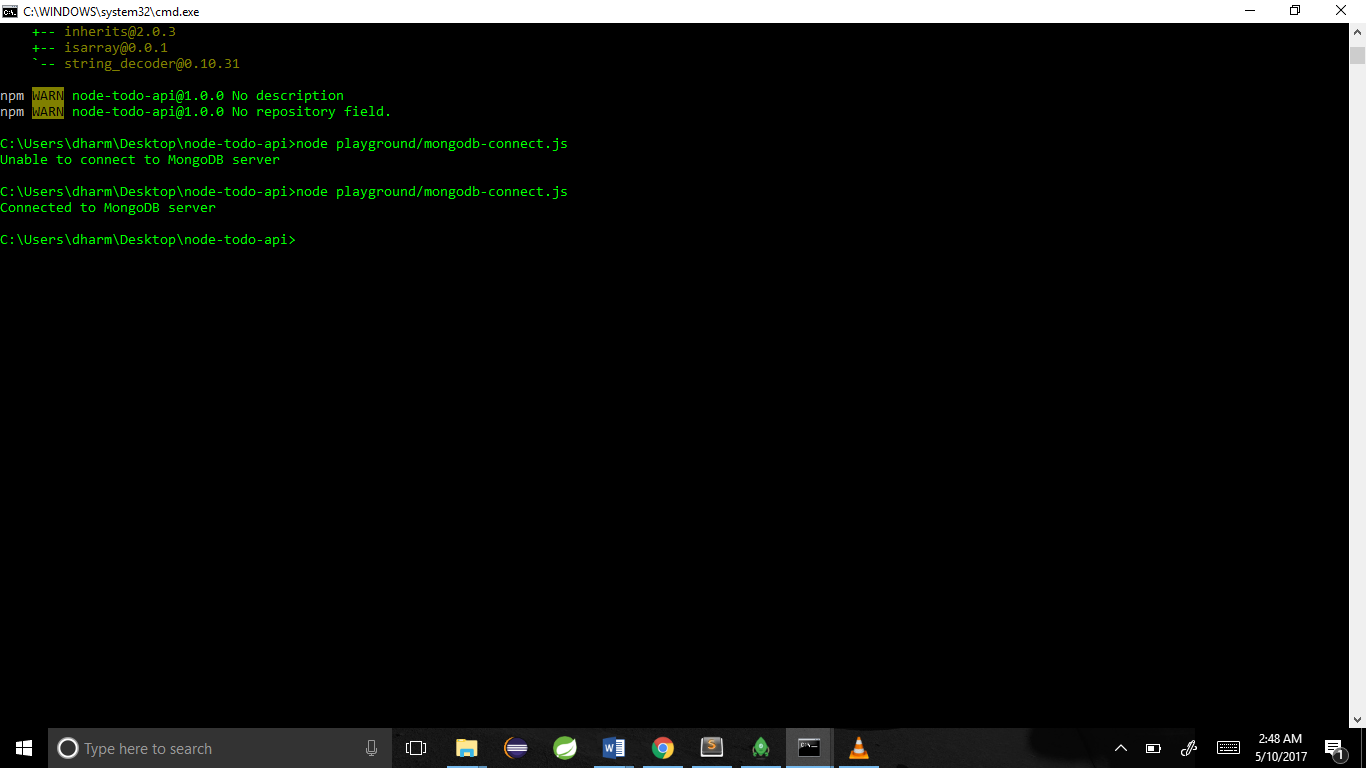 C:\WINDOWS\system32\cmd.exe
+-- inherits@2.0.3
+-- isarray@0.0.1
`-- string_decoder@0.10.31
npm WARN node-todo-api@1.0.0 No description
npm WARN node-todo-api@1.0.0 No repository field.
C:\Users\dharm\Desktop\node-todo-api>node playground/mongodb-connect.js
Unable to connect to MongoDB server
C:\Users\dharm\Desktop\node-todo-api>node playground/mongodb-connect.js
Connected to MongoDB server
C:\Users\dharm\Desktop\node-todo-api>
Type here to search
2:48 AM
5/10/2017
1